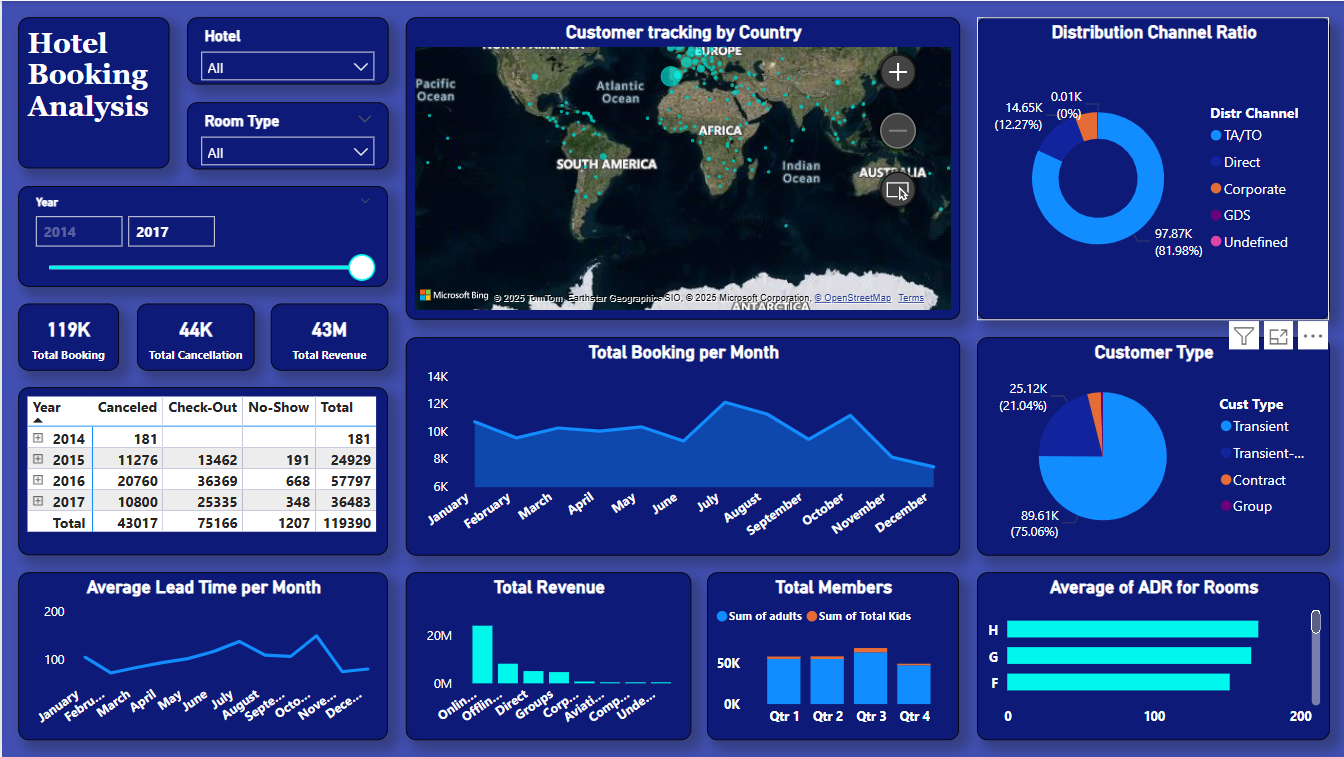 Hotel
Booking
Analysis
Hotel
All
Room Type
All
Year
2014 2017
119K
Total Booking
44K
Total Cancellation
43M
Total Revenue
Year Canceled Check-Out No-Show Total
2014 181 181
2015 11276 13462 191 24929
2016 20760 36369 668 57797
2017 10800 25335 348 36483
Total 43017 75166 1207 119390
Customer tracking by Country
NORTH AMERICA
EUROPE
Pacific
Ocean
Atlantic
Ocean
AFRICA
SOUTH AMERICA
Indian
Ocean
AUSTRALIA
ANTARCTICA
Microsoft Bing
© 2025 TomTom, Earthstar Geographics SIO, © 2025 Microsoft Corporation, © OpenStreetMap Terms
Distribution Channel Ratio
0.01K
(0%)
14.65K
(12.27%)
97.87K
(81.98%)
Distr Channel
TA/TO
Direct
Corporate
GDS
Undefined
Total Booking per Month
14K
12K
10K
8K
6K
January
February
March
April
May
June
July
August
September
October
November
December
Customer Type
25.12K
(21.04%)
89.61K
(75.06%)
Cust Type
Transient
Transient-...
Contract
Group
Average Lead Time per Month
200
100
January
Febru...
March
April
May
June
July
August
Septe...
Octo...
Nove...
Dece...
Total Revenue
20M
0M
Onlin...
Offlin...
Direct
Groups
Corp...
Aviati...
Comp...
Unde...
Total Members
Sum of adults Sum of Total Kids
50K
0K
Qtr 1 Qtr 2 Qtr 3 Qtr 4
Average of ADR for Rooms
H
G
F
0 100 200